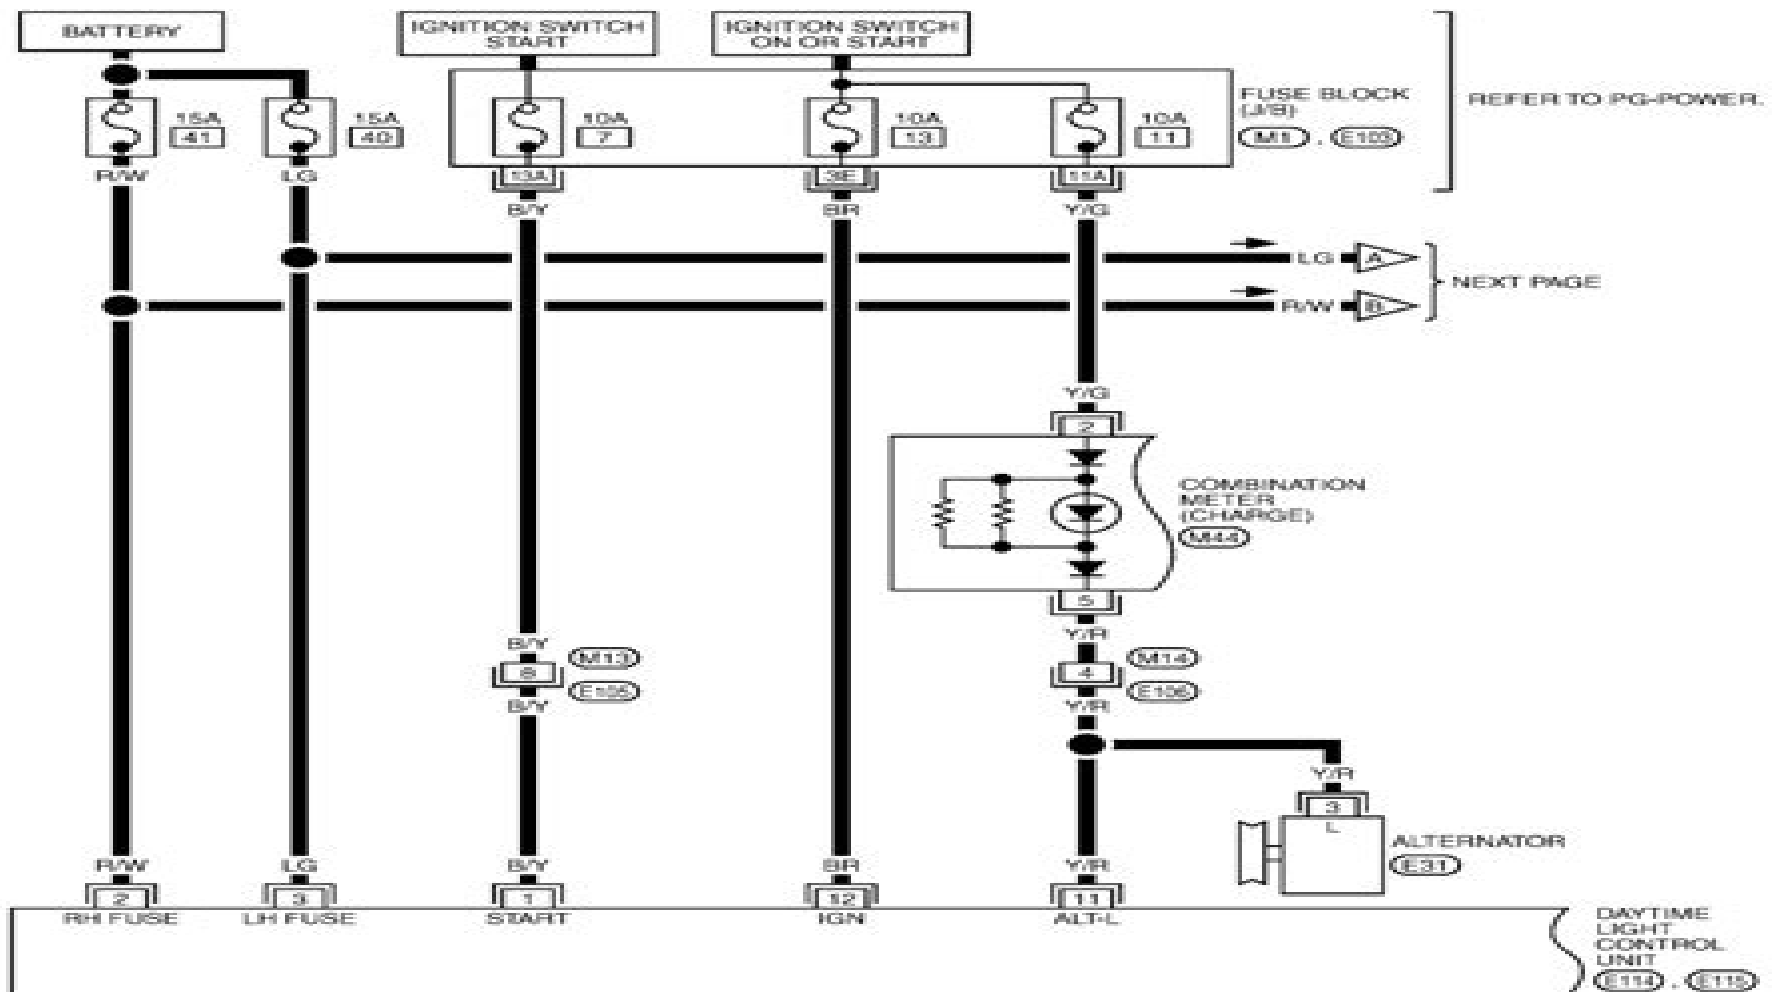 BATTERY
IGNITION SWITCH
START
IGNITION SWITCH
ON OR START
FUSE BLOCK
(J/B)
M1 , E103
REFER TO PG-POWER.
15A
41
15A
40
10A
7
10A
13
10A
11
R/W
LG
13A
3E
11A
B/Y
BR
Y/G
LG
A
R/W
B
NEXT PAGE
Y/G
2
COMBINATION
METER
(CHARGE)
M44
5
Y/R
B/Y
M13
8
E105
B/Y
M14
4
E106
Y/R
Y/R
3
L
ALTERNATOR
E31
R/W
LG
B/Y
BR
Y/R
2
3
1
12
11
RH FUSE
LH FUSE
START
IGN
ALT-L
DAYTIME
LIGHT
CONTROL
UNIT
E114 , E115